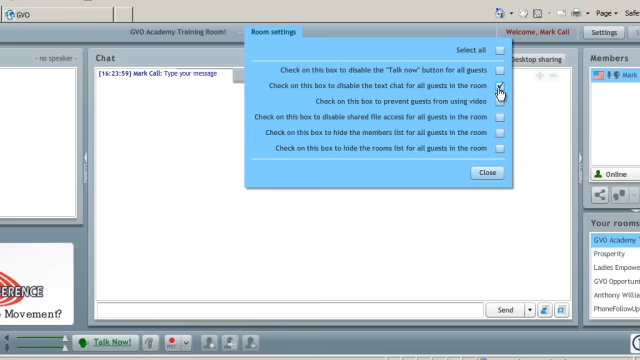 GVO
Page
Safe
GVO Academy Training Room!
Room settings
Welcome, Mark Call
Settings
Select all
- no speaker -
Chat
Desktop sharing
Members
[16:23:59] Mark Call: Type your message
Check on this box to disable the "Talk now" button for all guests
Mark
Check on this box to disable the text chat for all guests in the room
Check on this box to prevent guests from using video
Check on this box to disable shared file access for all guests in the room
Check on this box to hide the members list for all guests in the room
Check on this box to hide the rooms list for all guests in the room
Close
Online
Your rooms
GVO Academy T
Prosperity
Ladies Empowe
GVO Opportuni
Anthony Willia
PhoneFollowUp
ERENCE
e Movement?
Send
Talk Now!